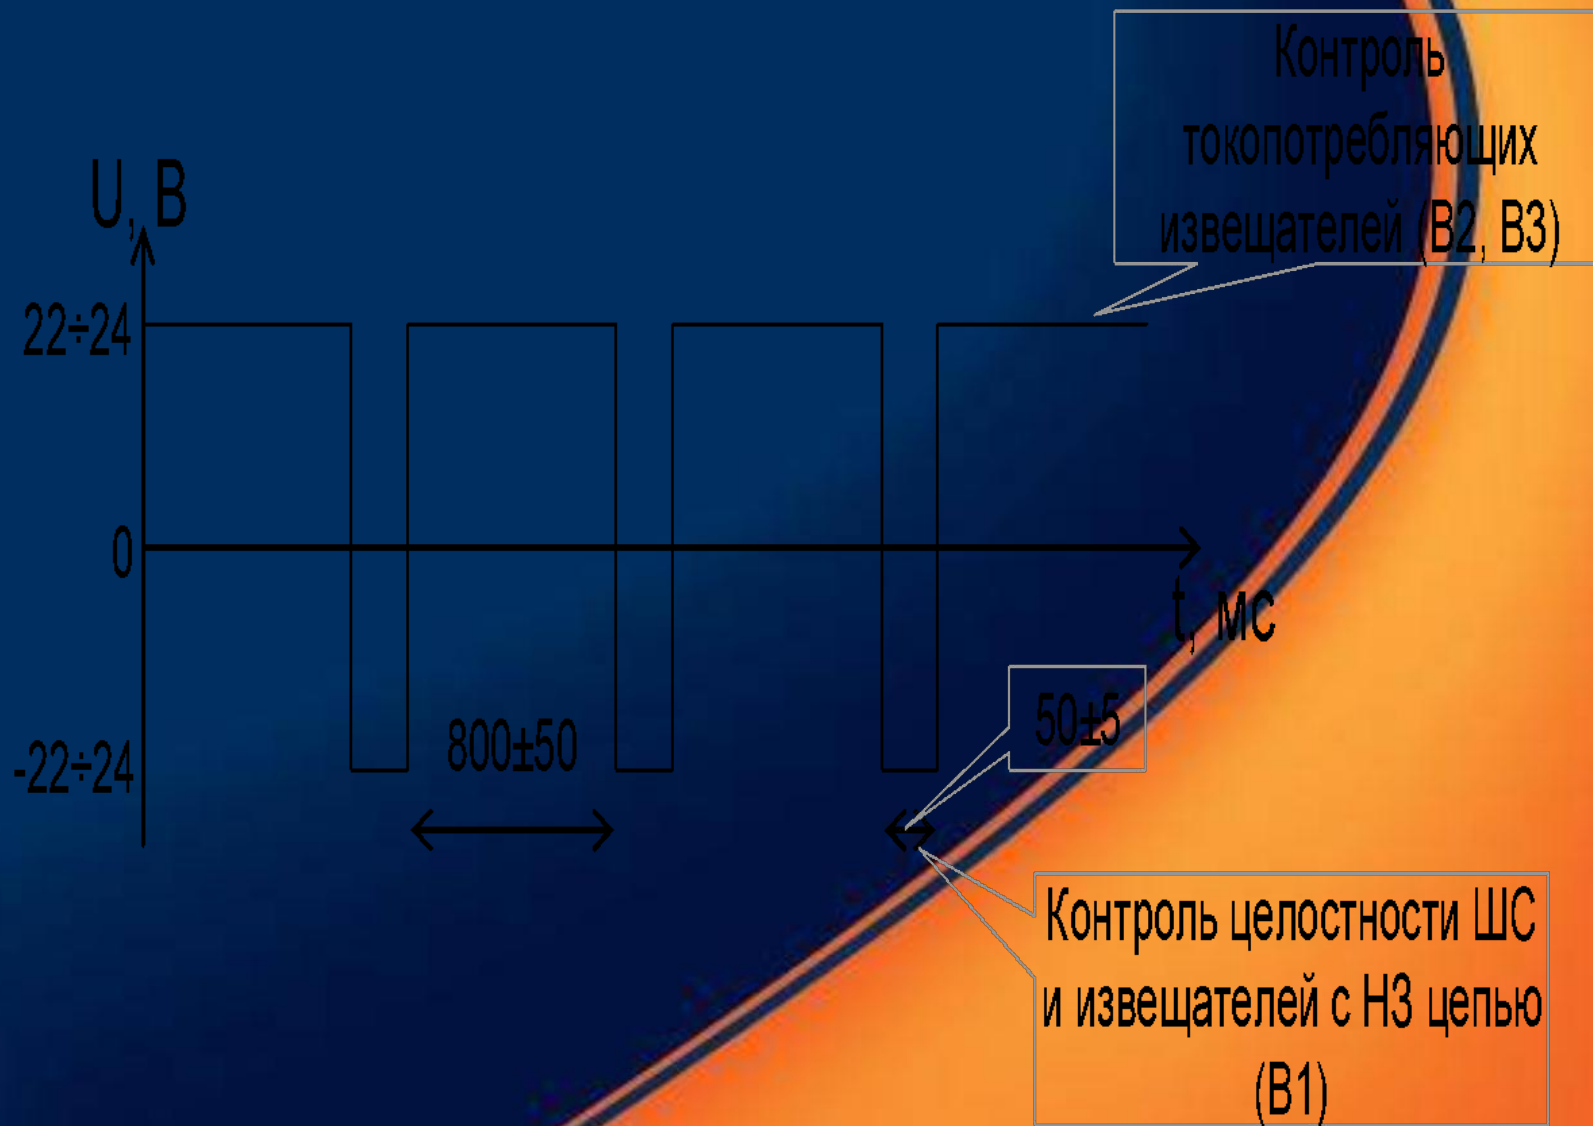 Контроль
токопотребляющих
извещателей (В2, В3)
U, В
22÷24
0
t, мс
50±5
800±50
-22÷24
Контроль целостности ШС
и извещателей с НЗ цепью
(В1)